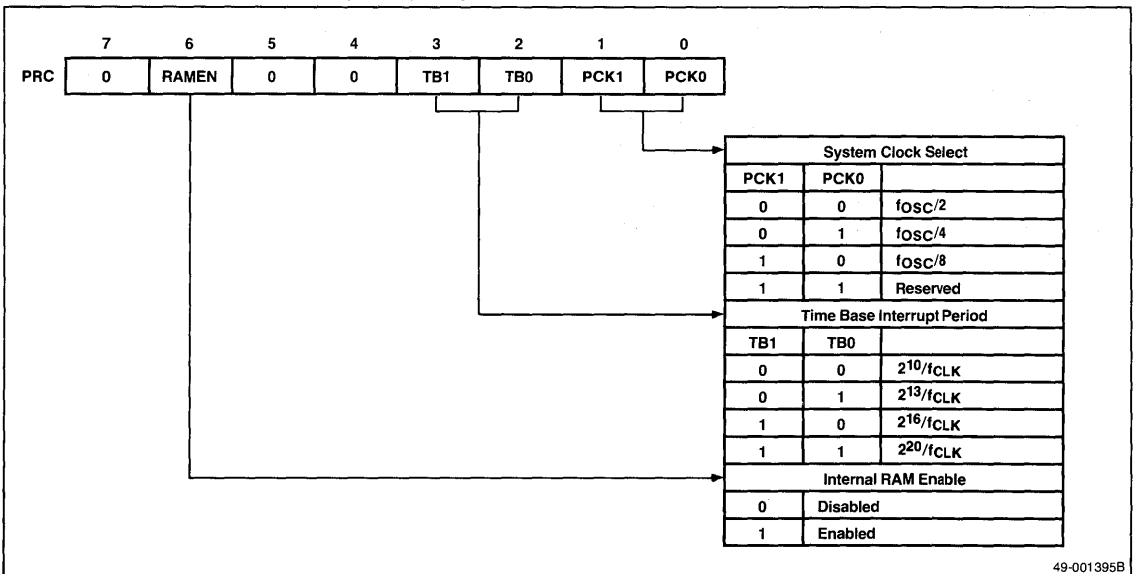 7 6 5 4 3 2 1 0
PRC 0 RAMEN 0 0 TB1 TB0 PCK1 PCK0
System Clock Select
PCK1 PCK0
0 0 fOSC/2
0 1 fOSC/4
1 0 fOSC/8
1 1 Reserved
Time Base Interrupt Period
TB1 TB0
0 0 2^10/fCLK
0 1 2^13/fCLK
1 0 2^16/fCLK
1 1 2^20/fCLK
Internal RAM Enable
0 Disabled
1 Enabled
49-001395B